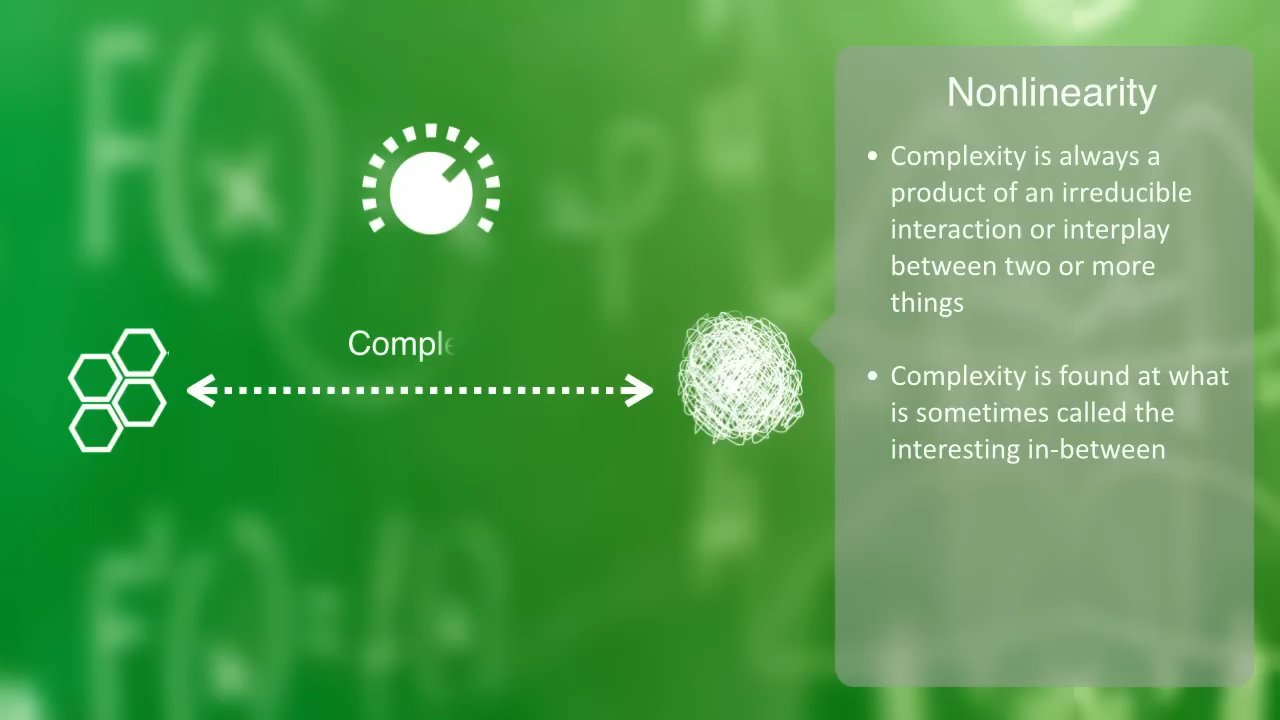 Nonlinearity
• Complexity is always a
product of an irreducible
interaction or interplay
between two or more
things
• Complexity is found at what
is sometimes called the
interesting in-between
Comple
F(x)
F(x)